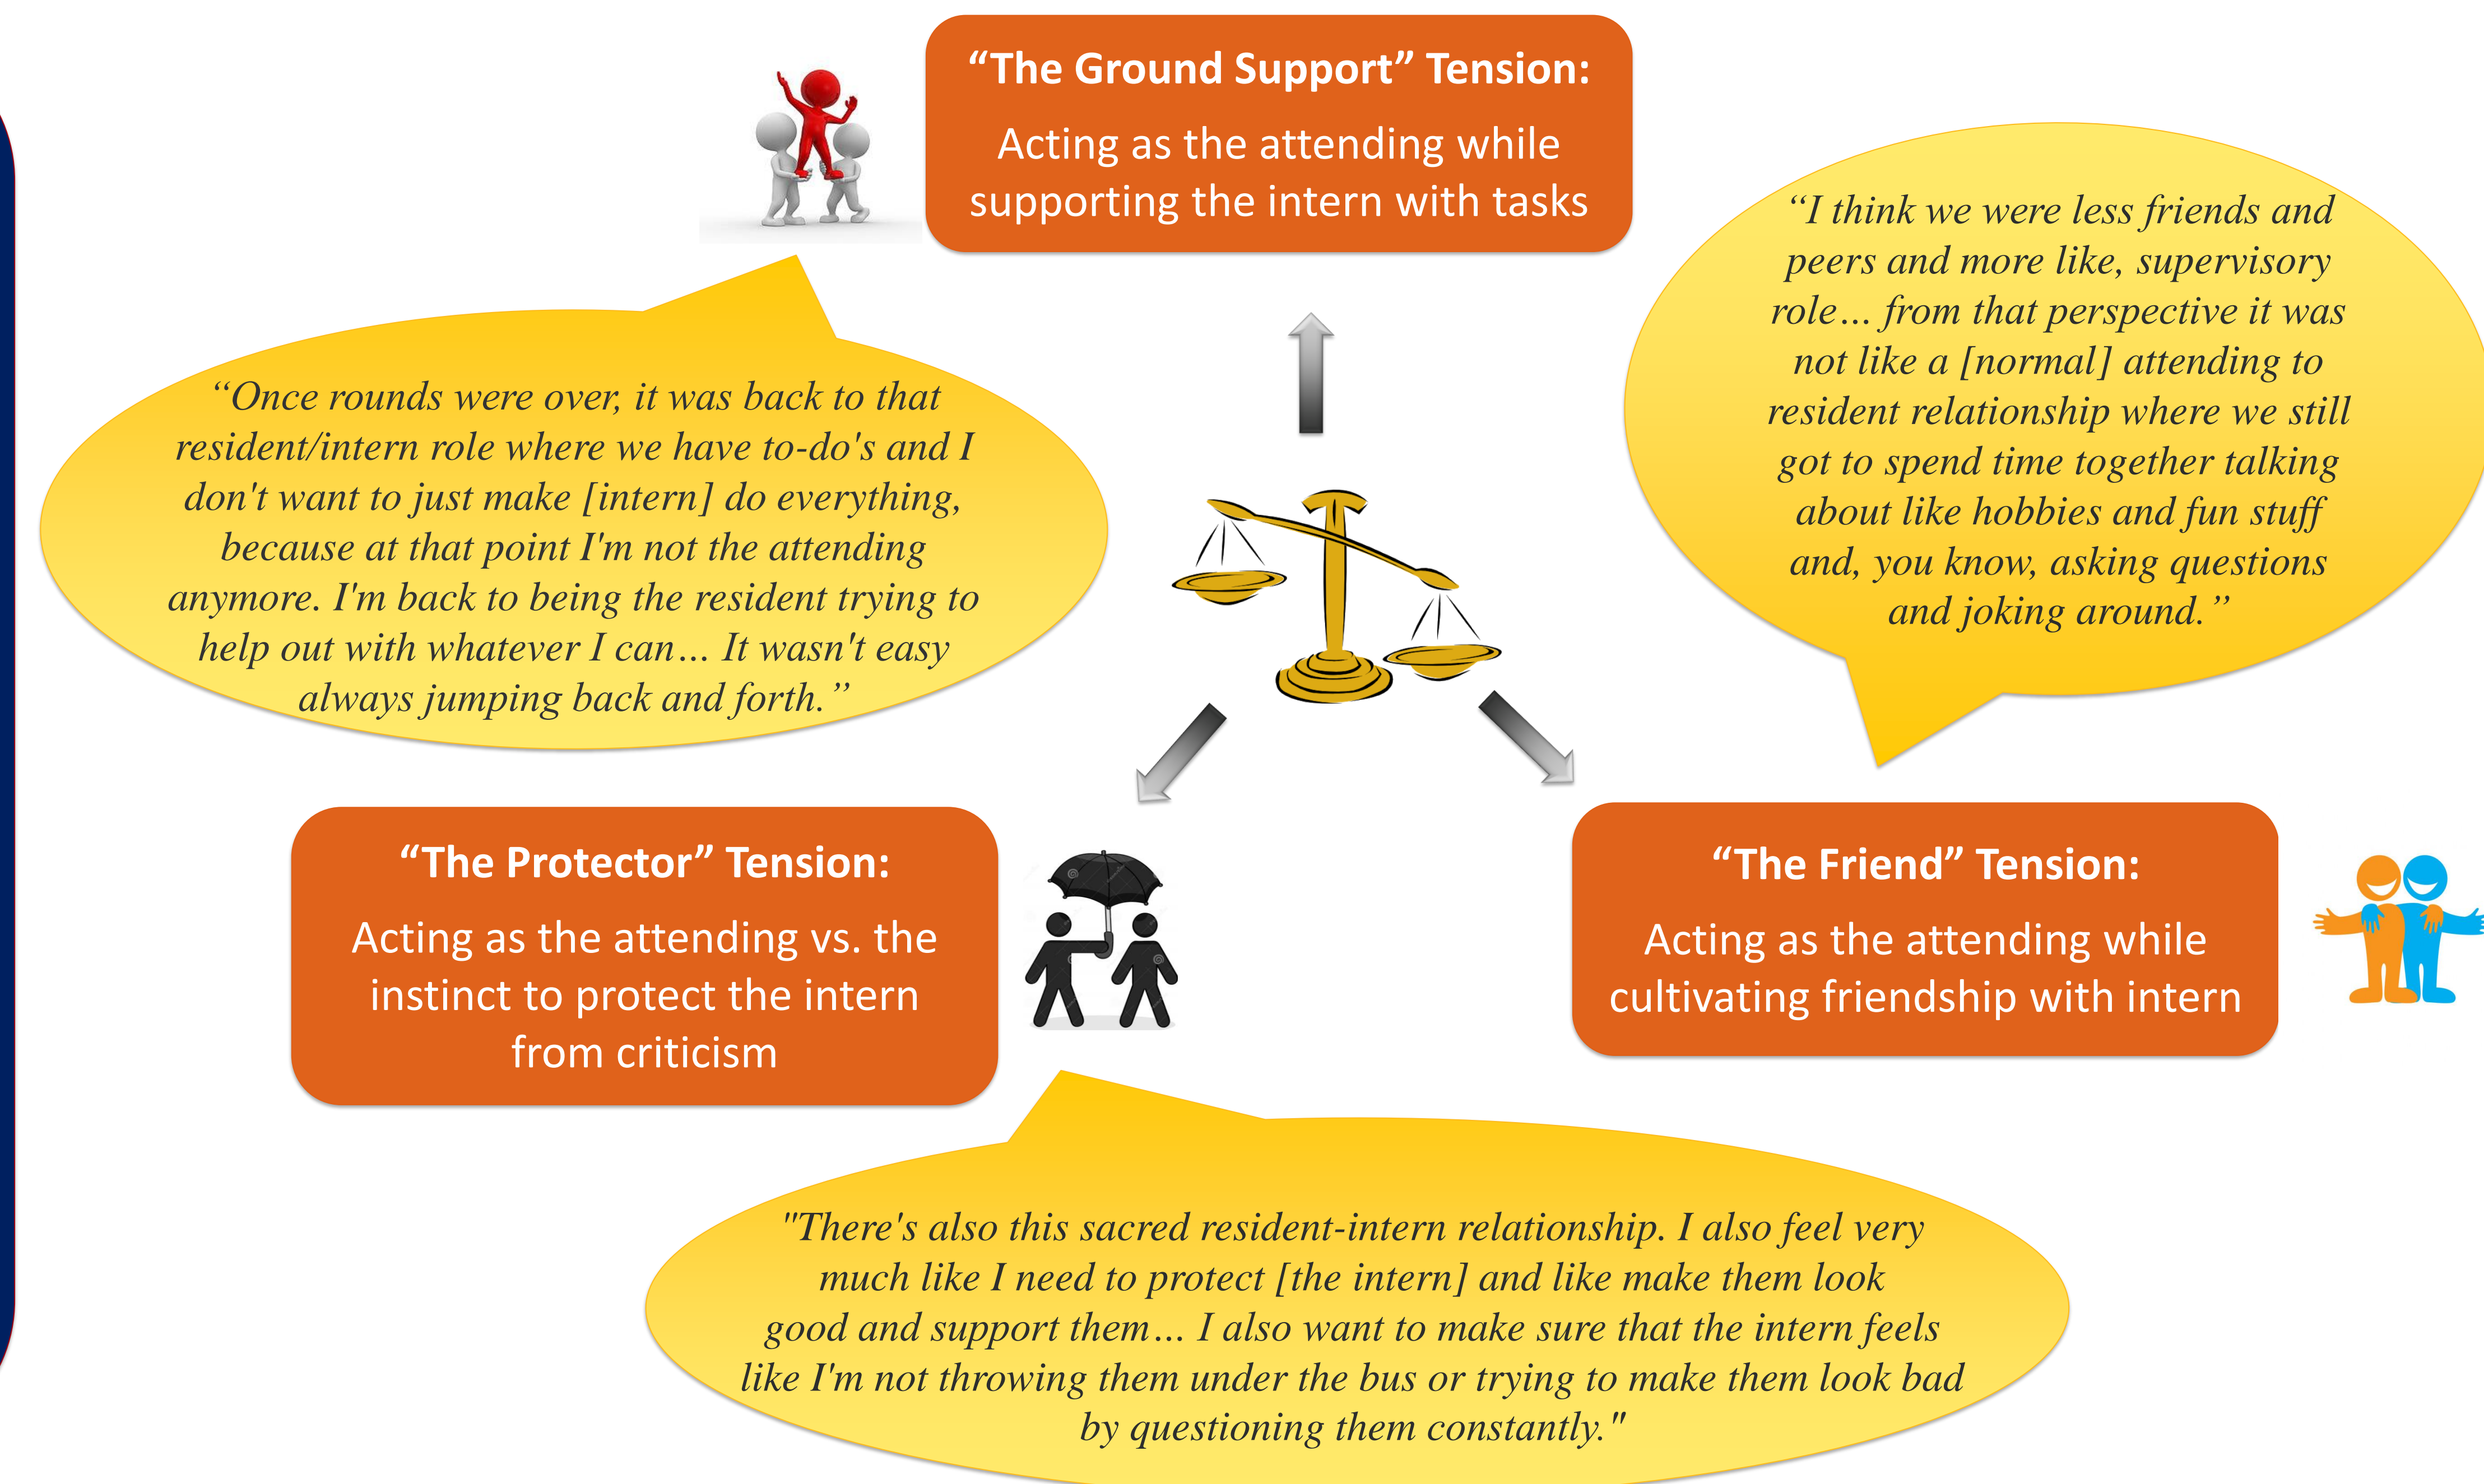 “The Ground Support” Tension:
Acting as the attending while
supporting the intern with tasks
“Once rounds were over, it was back to that
resident/intern role where we have to-do's and I
don't want to just make [intern] do everything,
because at that point I'm not the attending
anymore. I'm back to being the resident trying to
help out with whatever I can… It wasn't easy
always jumping back and forth.”
“I think we were less friends and
peers and more like, supervisory
role… from that perspective it was
not like a [normal] attending to
resident relationship where we still
got to spend time together talking
about like hobbies and fun stuff
and, you know, asking questions
and joking around.”
“The Protector” Tension:
Acting as the attending vs. the
instinct to protect the intern
from criticism
“The Friend” Tension:
Acting as the attending while
cultivating friendship with intern
"There's also this sacred resident-intern relationship. I also feel very
much like I need to protect [the intern] and like make them look
good and support them… I also want to make sure that the intern feels
like I'm not throwing them under the bus or trying to make them look bad
by questioning them constantly."